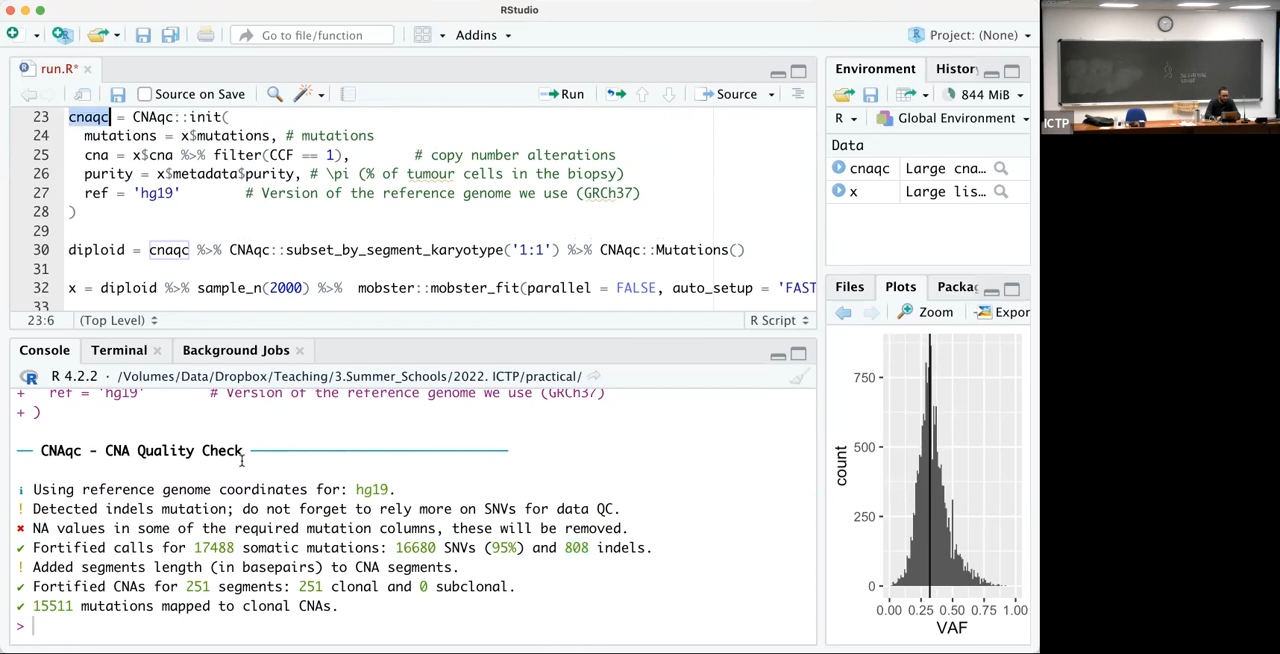 RStudio
Go to file/function
Addins
Project: (None)
run.R*
Source on Save
Run
Source
23 cnaqc = CNAqc::init(
24 mutations = x$mutations, # mutations
25 cna = x$cna %>% filter(CCF == 1), # copy number alterations
26 purity = x$metadata$purity, # \pi (% of tumour cells in the biopsy)
27 ref = 'hg19' # Version of the reference genome we use (GRCh37)
28 )
29
30 diploid = cnaqc %>% CNAqc::subset_by_segment_karyotype('1:1') %>% CNAqc::Mutations()
31
32 x = diploid %>% sample_n(2000) %>% mobster::mobster_fit(parallel = FALSE, auto_setup = 'FAST
33
23:6 (Top Level) R Script
Console Terminal Background Jobs
R 4.2.2 · /Volumes/Data/Dropbox/Teaching/3.Summer_Schools/2022. ICTP/practical/
+ ref = 'hg19' # Version of the reference genome we use (GRCh37)
+ )
── CNAqc - CNA Quality Check ──
i Using reference genome coordinates for: hg19.
! Detected indels mutation; do not forget to rely more on SNVs for data QC.
✖ NA values in some of the required mutation columns, these will be removed.
✔ Fortified calls for 17488 somatic mutations: 16680 SNVs (95%) and 808 indels.
! Added segments length (in basepairs) to CNA segments.
✔ Fortified CNAs for 251 segments: 251 clonal and 0 subclonal.
✔ 15511 mutations mapped to clonal CNAs.
>
Environment Histor
844 MiB
R Global Environment
Data
cnaqc Large cna…
x Large lis…
Files Plots Packag
Zoom Expor
750
500
250
0
count
0.00 0.25 0.50 0.75 1.00
VAF
ICTP